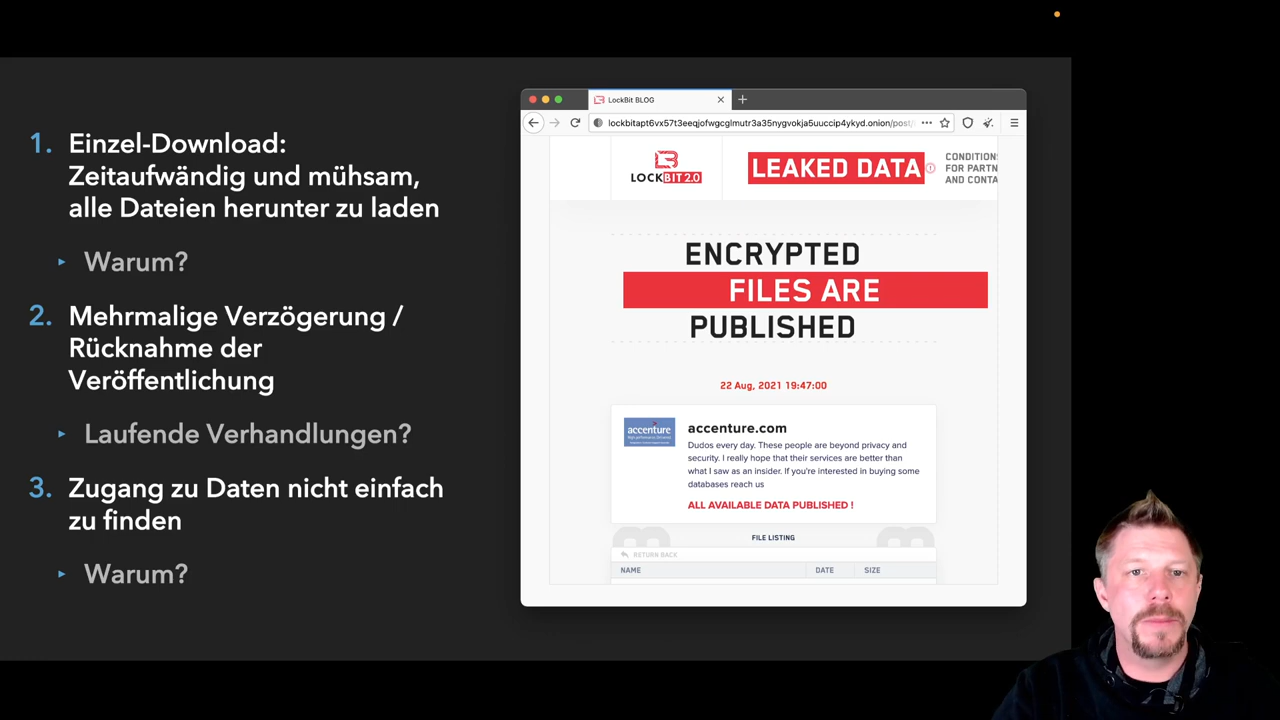 1. Einzel-Download:
Zeitaufwändig und mühsam,
alle Dateien herunter zu laden
▸ Warum?
2. Mehrmalige Verzögerung /
Rücknahme der
Veröffentlichung
▸ Laufende Verhandlungen?
3. Zugang zu Daten nicht einfach
zu finden
▸ Warum?
LockBit BLOG
lockbitapt6vx57t3eeqjofwgcglmutr3a35nygvokja5uuccip4ykyd.onion/post/
LOCKBIT 2.0
LEAKED DATA
CONDITIONS
FOR PARTN
AND CONTA
ENCRYPTED
FILES ARE
PUBLISHED
22 Aug, 2021 19:47:00
accenture
accenture.com
Dudos every day. These people are beyond privacy and
security. I really hope that their services are better than
what I saw as an insider. If you're interested in buying some
databases reach us
ALL AVAILABLE DATA PUBLISHED !
FILE LISTING
RETURN BACK
NAME DATE SIZE